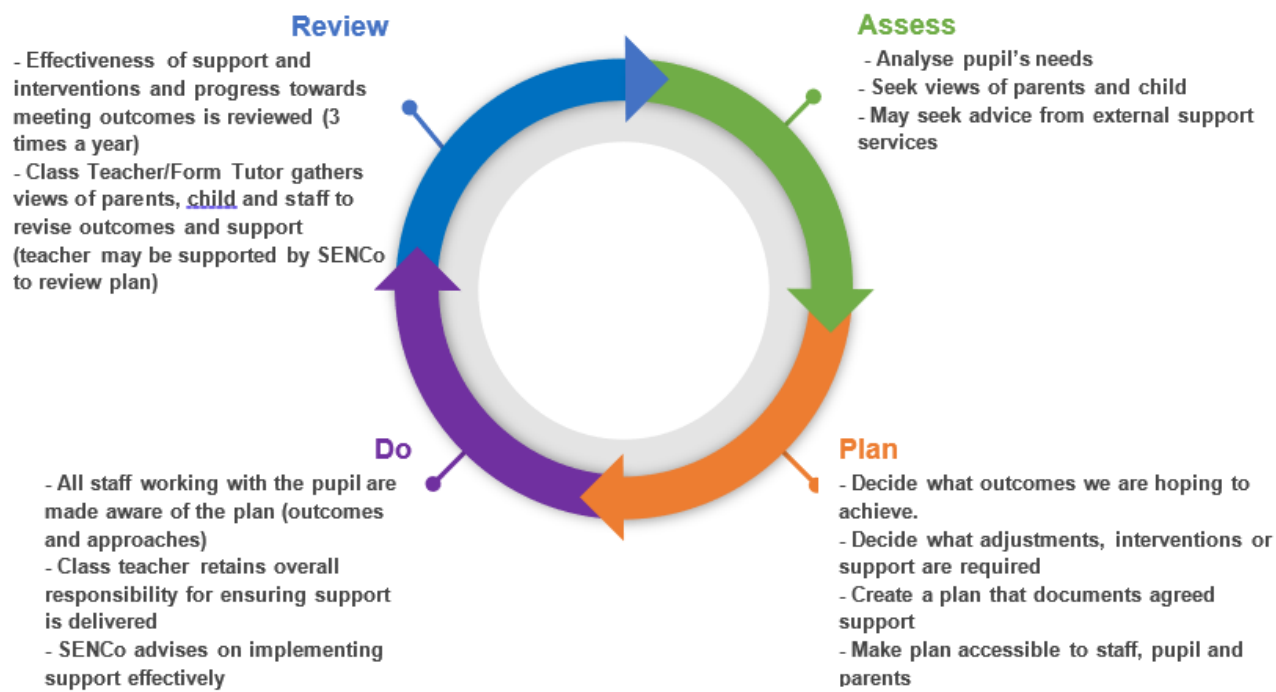 Review
- Effectiveness of support and
interventions and progress towards
meeting outcomes is reviewed (3
times a year)
- Class Teacher/Form Tutor gathers
views of parents, child and staff to
revise outcomes and support
(teacher may be supported by SENCo
to review plan)
Assess
- Analyse pupil's needs
- Seek views of parents and child
- May seek advice from external support
services
Do
- All staff working with the pupil are
made aware of the plan (outcomes
and approaches)
- Class teacher retains overall
responsibility for ensuring support
is delivered
- SENCo advises on implementing
support effectively
Plan
- Decide what outcomes we are hoping to
achieve.
- Decide what adjustments, interventions or
support are required
- Create a plan that documents agreed
support
- Make plan accessible to staff, pupil and
parents